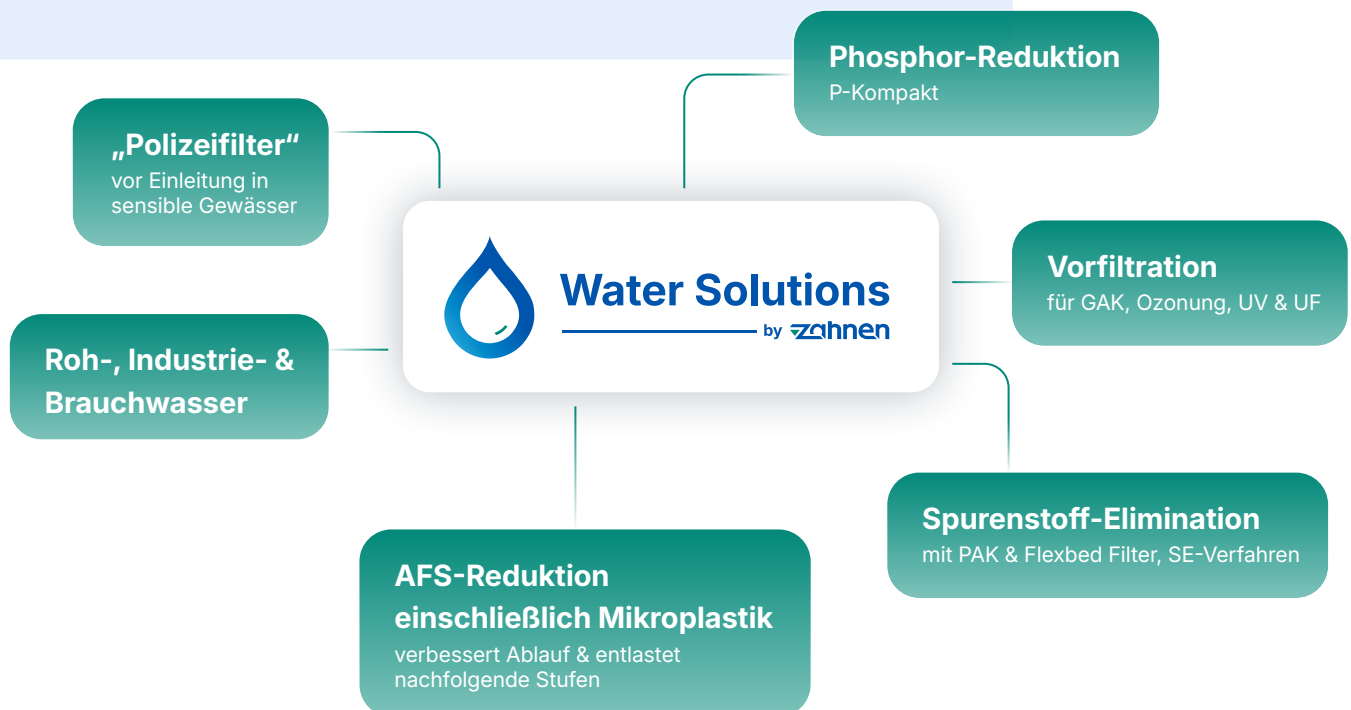 Phosphor-Reduktion
P-Kompakt
„Polizeifilter“
vor Einleitung in
sensible Gewässer
Water Solutions
by zahnen
Vorfiltration
für GAK, Ozonung, UV & UF
Roh-, Industrie- &
Brauchwasser
Spurenstoff-Elimination
mit PAK & Flexbed Filter, SE-Verfahren
AFS-Reduktion
einschließlich Mikroplastik
verbessert Ablauf & entlastet
nachfolgende Stufen